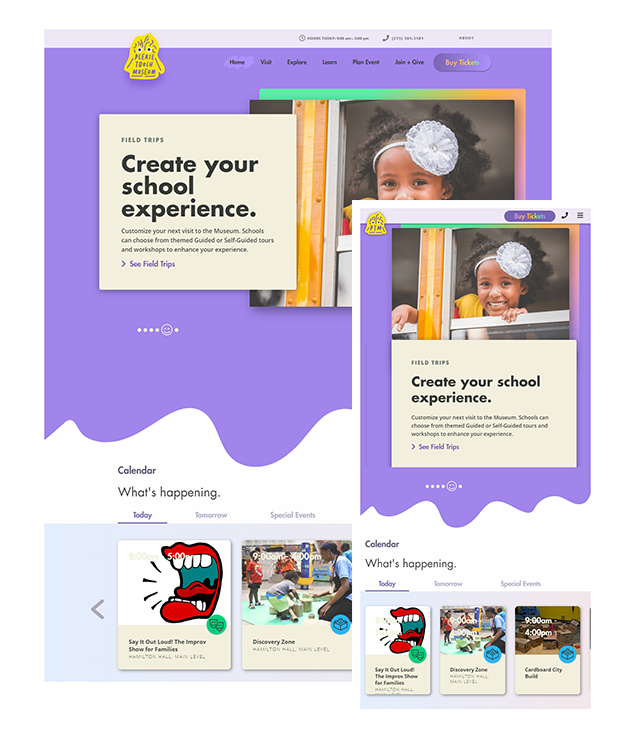 HOURS TODAY: 9:00 am - 5:00 pm
(215) 581.3181
ABOUT
PLEASE
TOUCH
MUSEUM
Home
Visit
Explore
Learn
Plan Event
Join + Give
Buy Tickets
FIELD TRIPS
Create your
school
experience.
Customize your next visit to the Museum. Schools
can choose from themed Guided or Self-Guided tours
and workshops to enhance your experience.
See Field Trips
Calendar
What's happening.
Today
Tomorrow
Special Events
8:00am - 5:00pm
Say It Out Loud! The Improv
Show for Families
HAMILTON HALL, MAIN LEVEL
9:00am - 4:00pm
Discovery Zone
HAMILTON HALL, MAIN LEVEL
PTM
Buy Tickets
FIELD TRIPS
Create your school
experience.
Customize your next visit to the Museum. Schools can
choose from themed Guided or Self-Guided tours and
workshops to enhance your experience.
See Field Trips
Calendar
What's happening.
Today
Tomorrow
Special Events
Say It Out Loud!
The Improv Show
for Families
9:00am -
4:00pm
Discovery Zone
HAMILTON HALL, MAIN
LEVEL
9:00am -
4:00pm
Cardboard City
Build